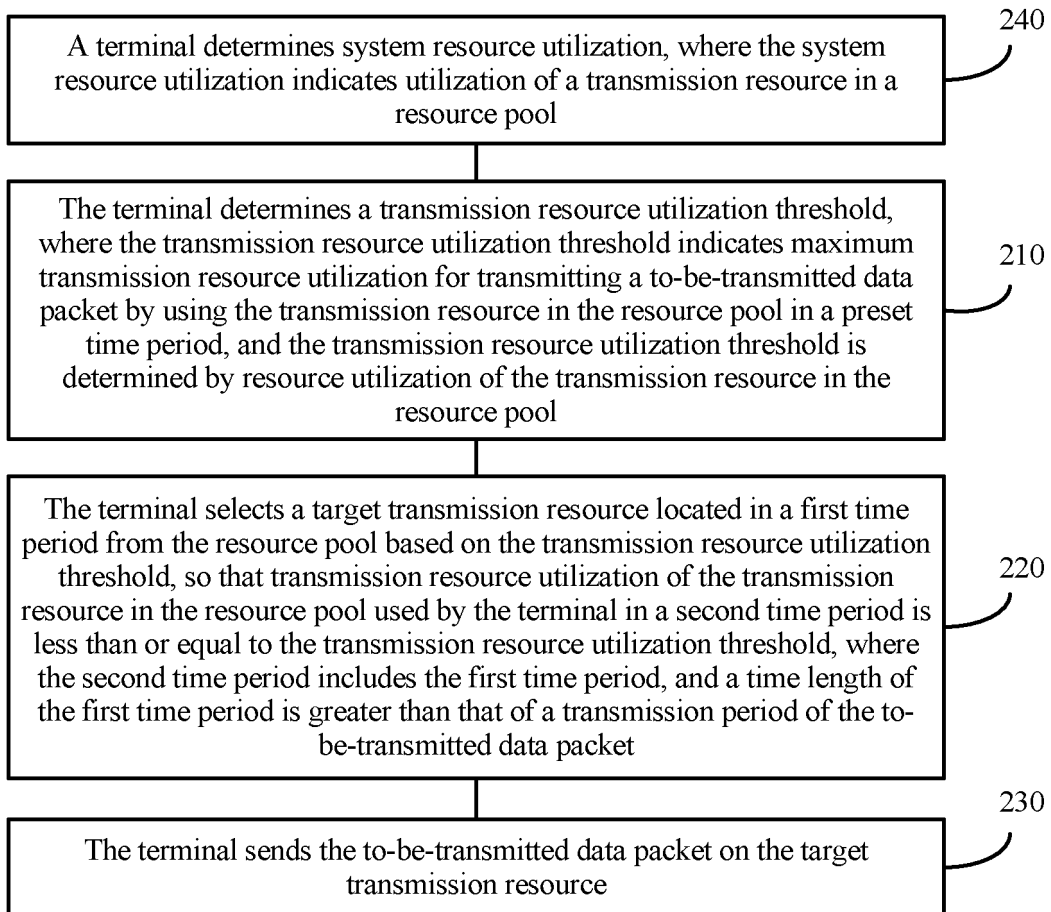 240
A terminal determines system resource utilization, where the system
resource utilization indicates utilization of a transmission resource in a
resource pool
210
The terminal determines a transmission resource utilization threshold,
where the transmission resource utilization threshold indicates maximum
transmission resource utilization for transmitting a to-be-transmitted data
packet by using the transmission resource in the resource pool in a preset
time period, and the transmission resource utilization threshold is
determined by resource utilization of the transmission resource in the
resource pool
220
The terminal selects a target transmission resource located in a first time
period from the resource pool based on the transmission resource utilization
threshold, so that transmission resource utilization of the transmission
resource in the resource pool used by the terminal in a second time period is
less than or equal to the transmission resource utilization threshold, where
the second time period includes the first time period, and a time length of
the first time period is greater than that of a transmission period of the to-
be-transmitted data packet
230
The terminal sends the to-be-transmitted data packet on the target
transmission resource